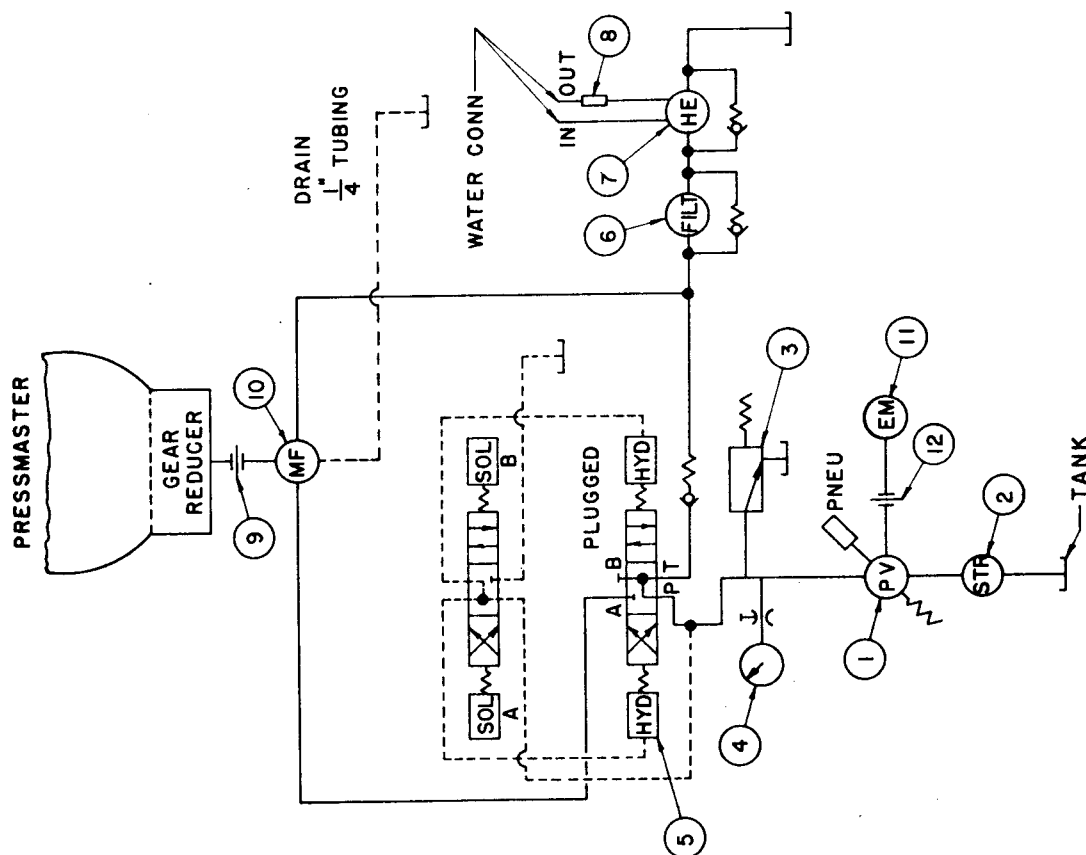 PRESSMASTER
GEAR
REDUCER
9
10
MF
DRAIN
1/4" TUBING
WATER CONN
IN
OUT
8
7
HE
6
FILT
SOL
A
SOL
B
PLUGGED
HYD
HYD
A
B
P
T
5
3
4
PNEU
1
PV
EM
11
12
STR
2
TANK